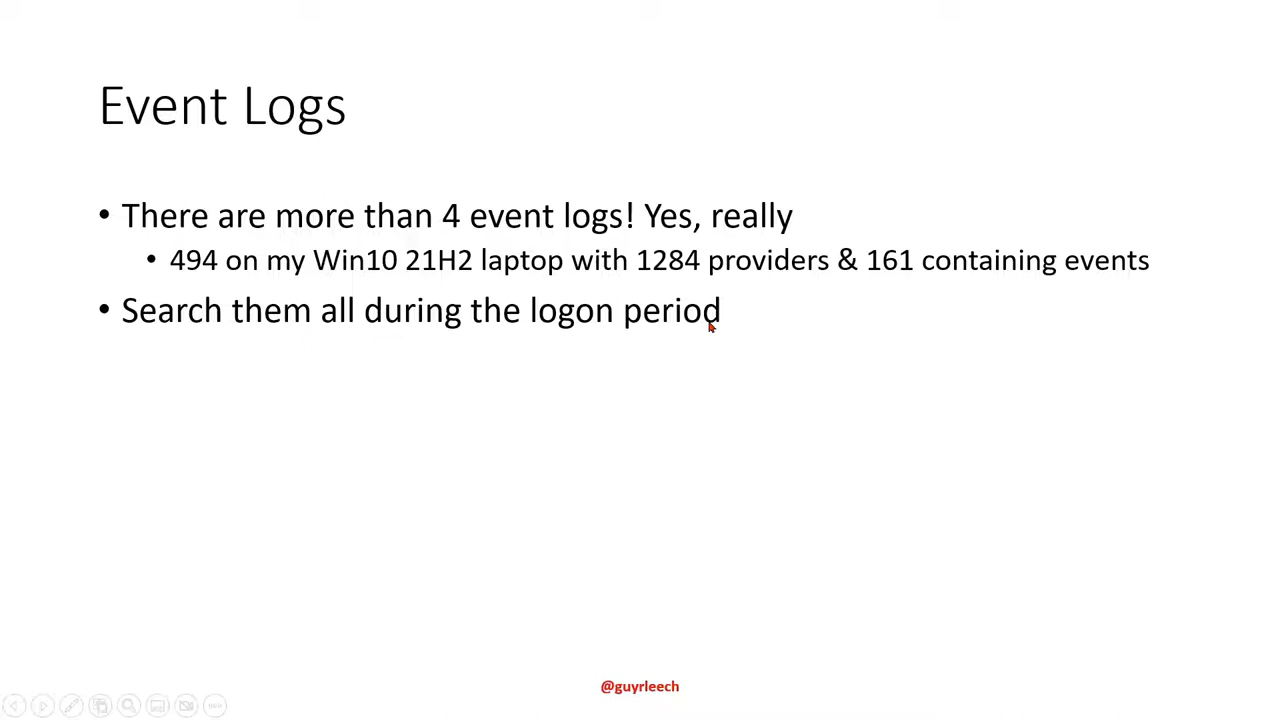 Event Logs
• There are more than 4 event logs! Yes, really
• 494 on my Win10 21H2 laptop with 1284 providers & 161 containing events
• Search them all during the logon period
@guyrleech